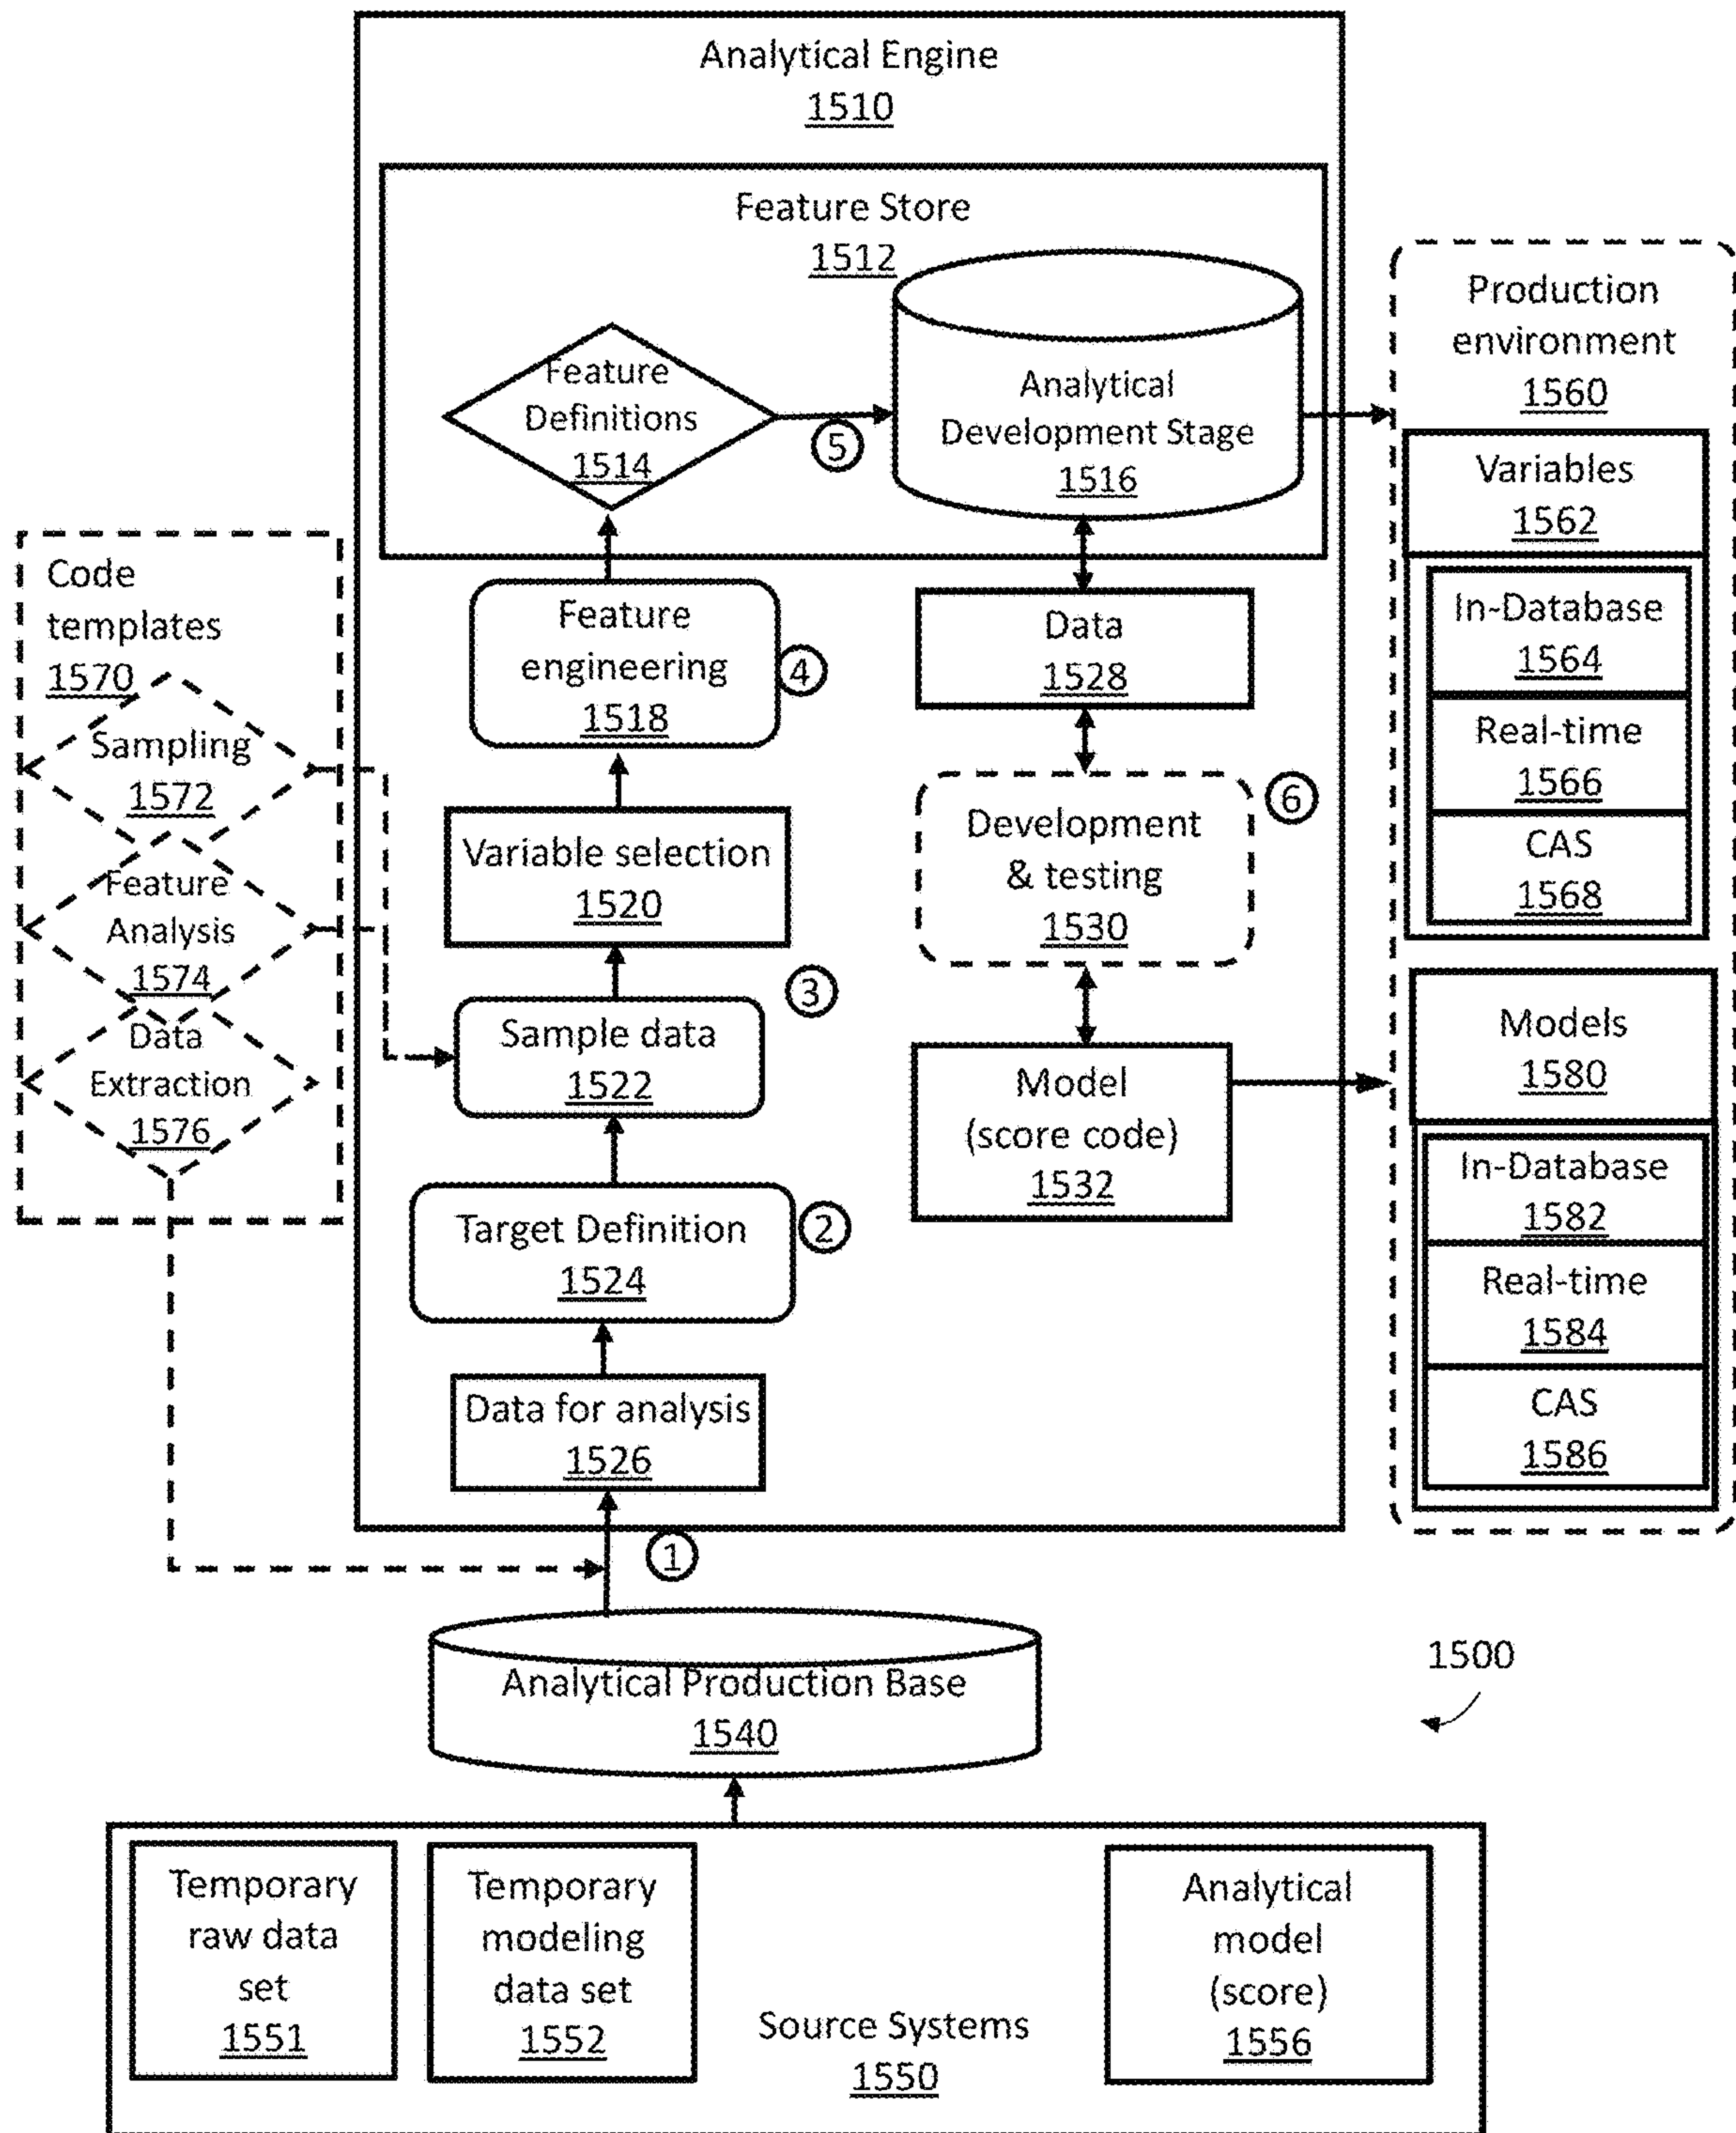 Analytical Engine
1510
Feature Store
1512
Feature
Definitions
1514
5
Analytical
Development Stage
1516
Production
environment
1560
Variables
1562
In-Database
1564
Real-time
1566
CAS
1568
Code
templates
1570
Sampling
1572
Feature
Analysis
1574
Data
Extraction
1576
Feature
engineering
1518
4
Data
1528
Variable selection
1520
Development
& testing
1530
6
3
Sample data
1522
Model
(score code)
1532
Models
1580
In-Database
1582
Real-time
1584
CAS
1586
Target Definition
1524
2
Data for analysis
1526
1
Analytical Production Base
1540
1500
Temporary
raw data
set
1551
Temporary
modeling
data set
1552
Source Systems
1550
Analytical
model
(score)
1556